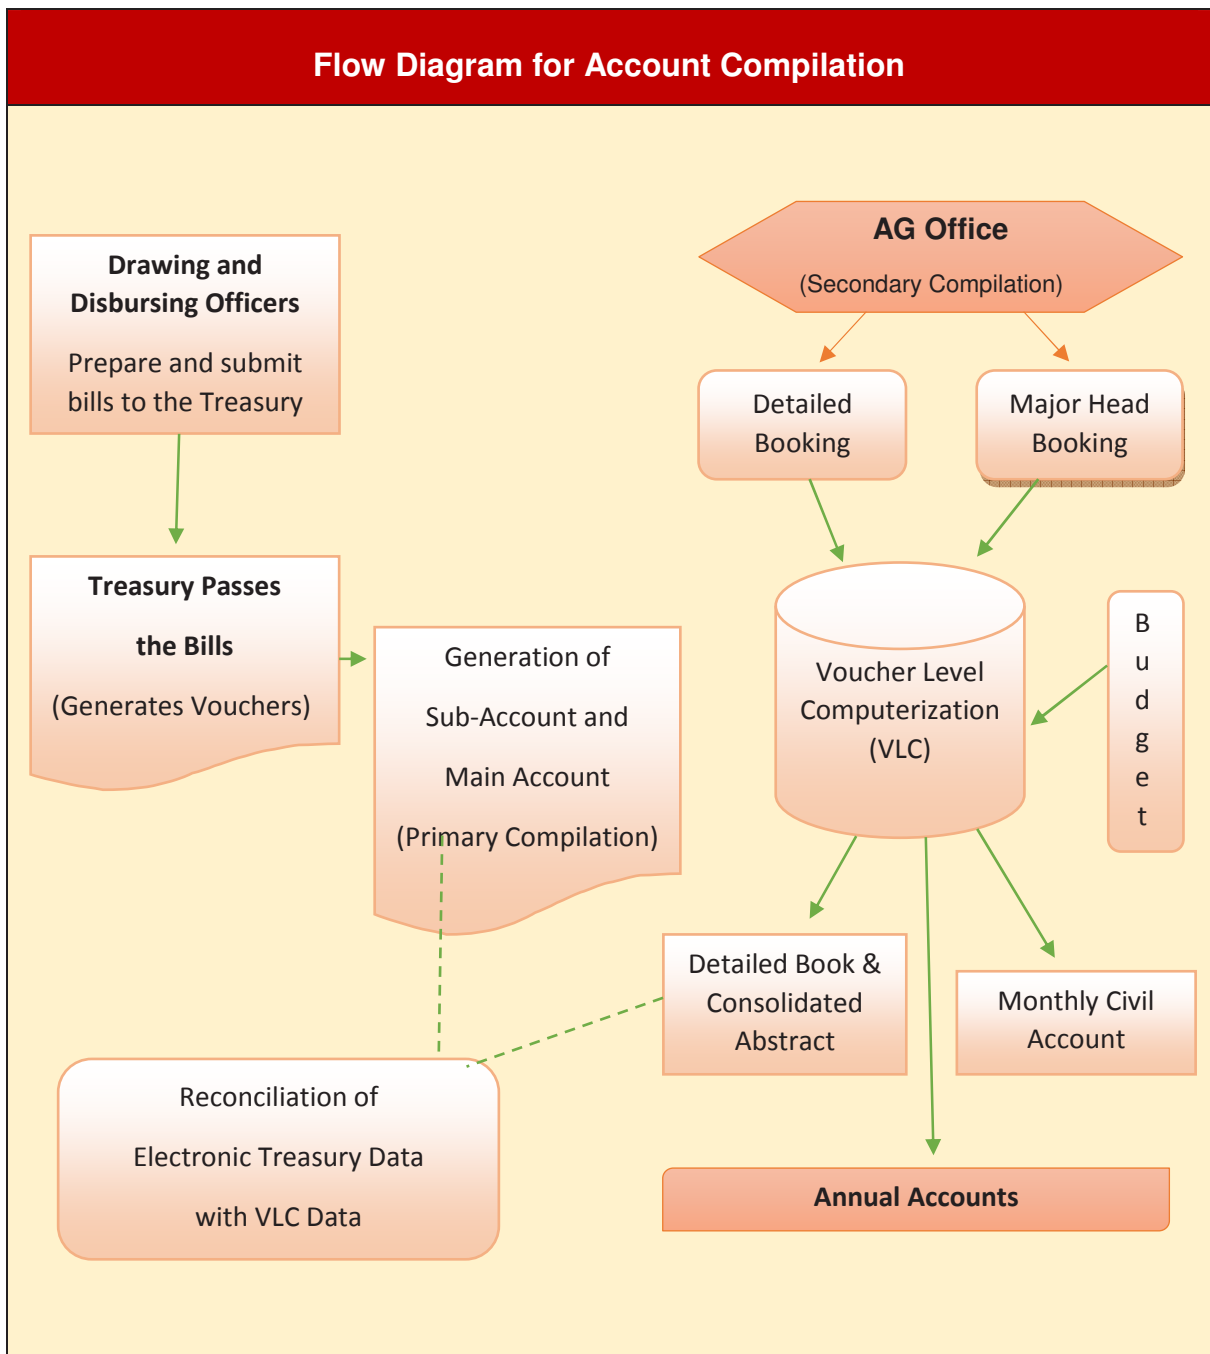 Flow Diagram for Account Compilation
Drawing and
Disbursing Officers
Prepare and submit
bills to the Treasury
Treasury Passes
the Bills
(Generates Vouchers)
Generation of
Sub-Account and
Main Account
(Primary Compilation)
Reconciliation of
Electronic Treasury Data
with VLC Data
AG Office
(Secondary Compilation)
Detailed
Booking
Major Head
Booking
Voucher Level
Computerization
(VLC)
B
u
d
g
e
t
Detailed Book &
Consolidated
Abstract
Monthly Civil
Account
Annual Accounts